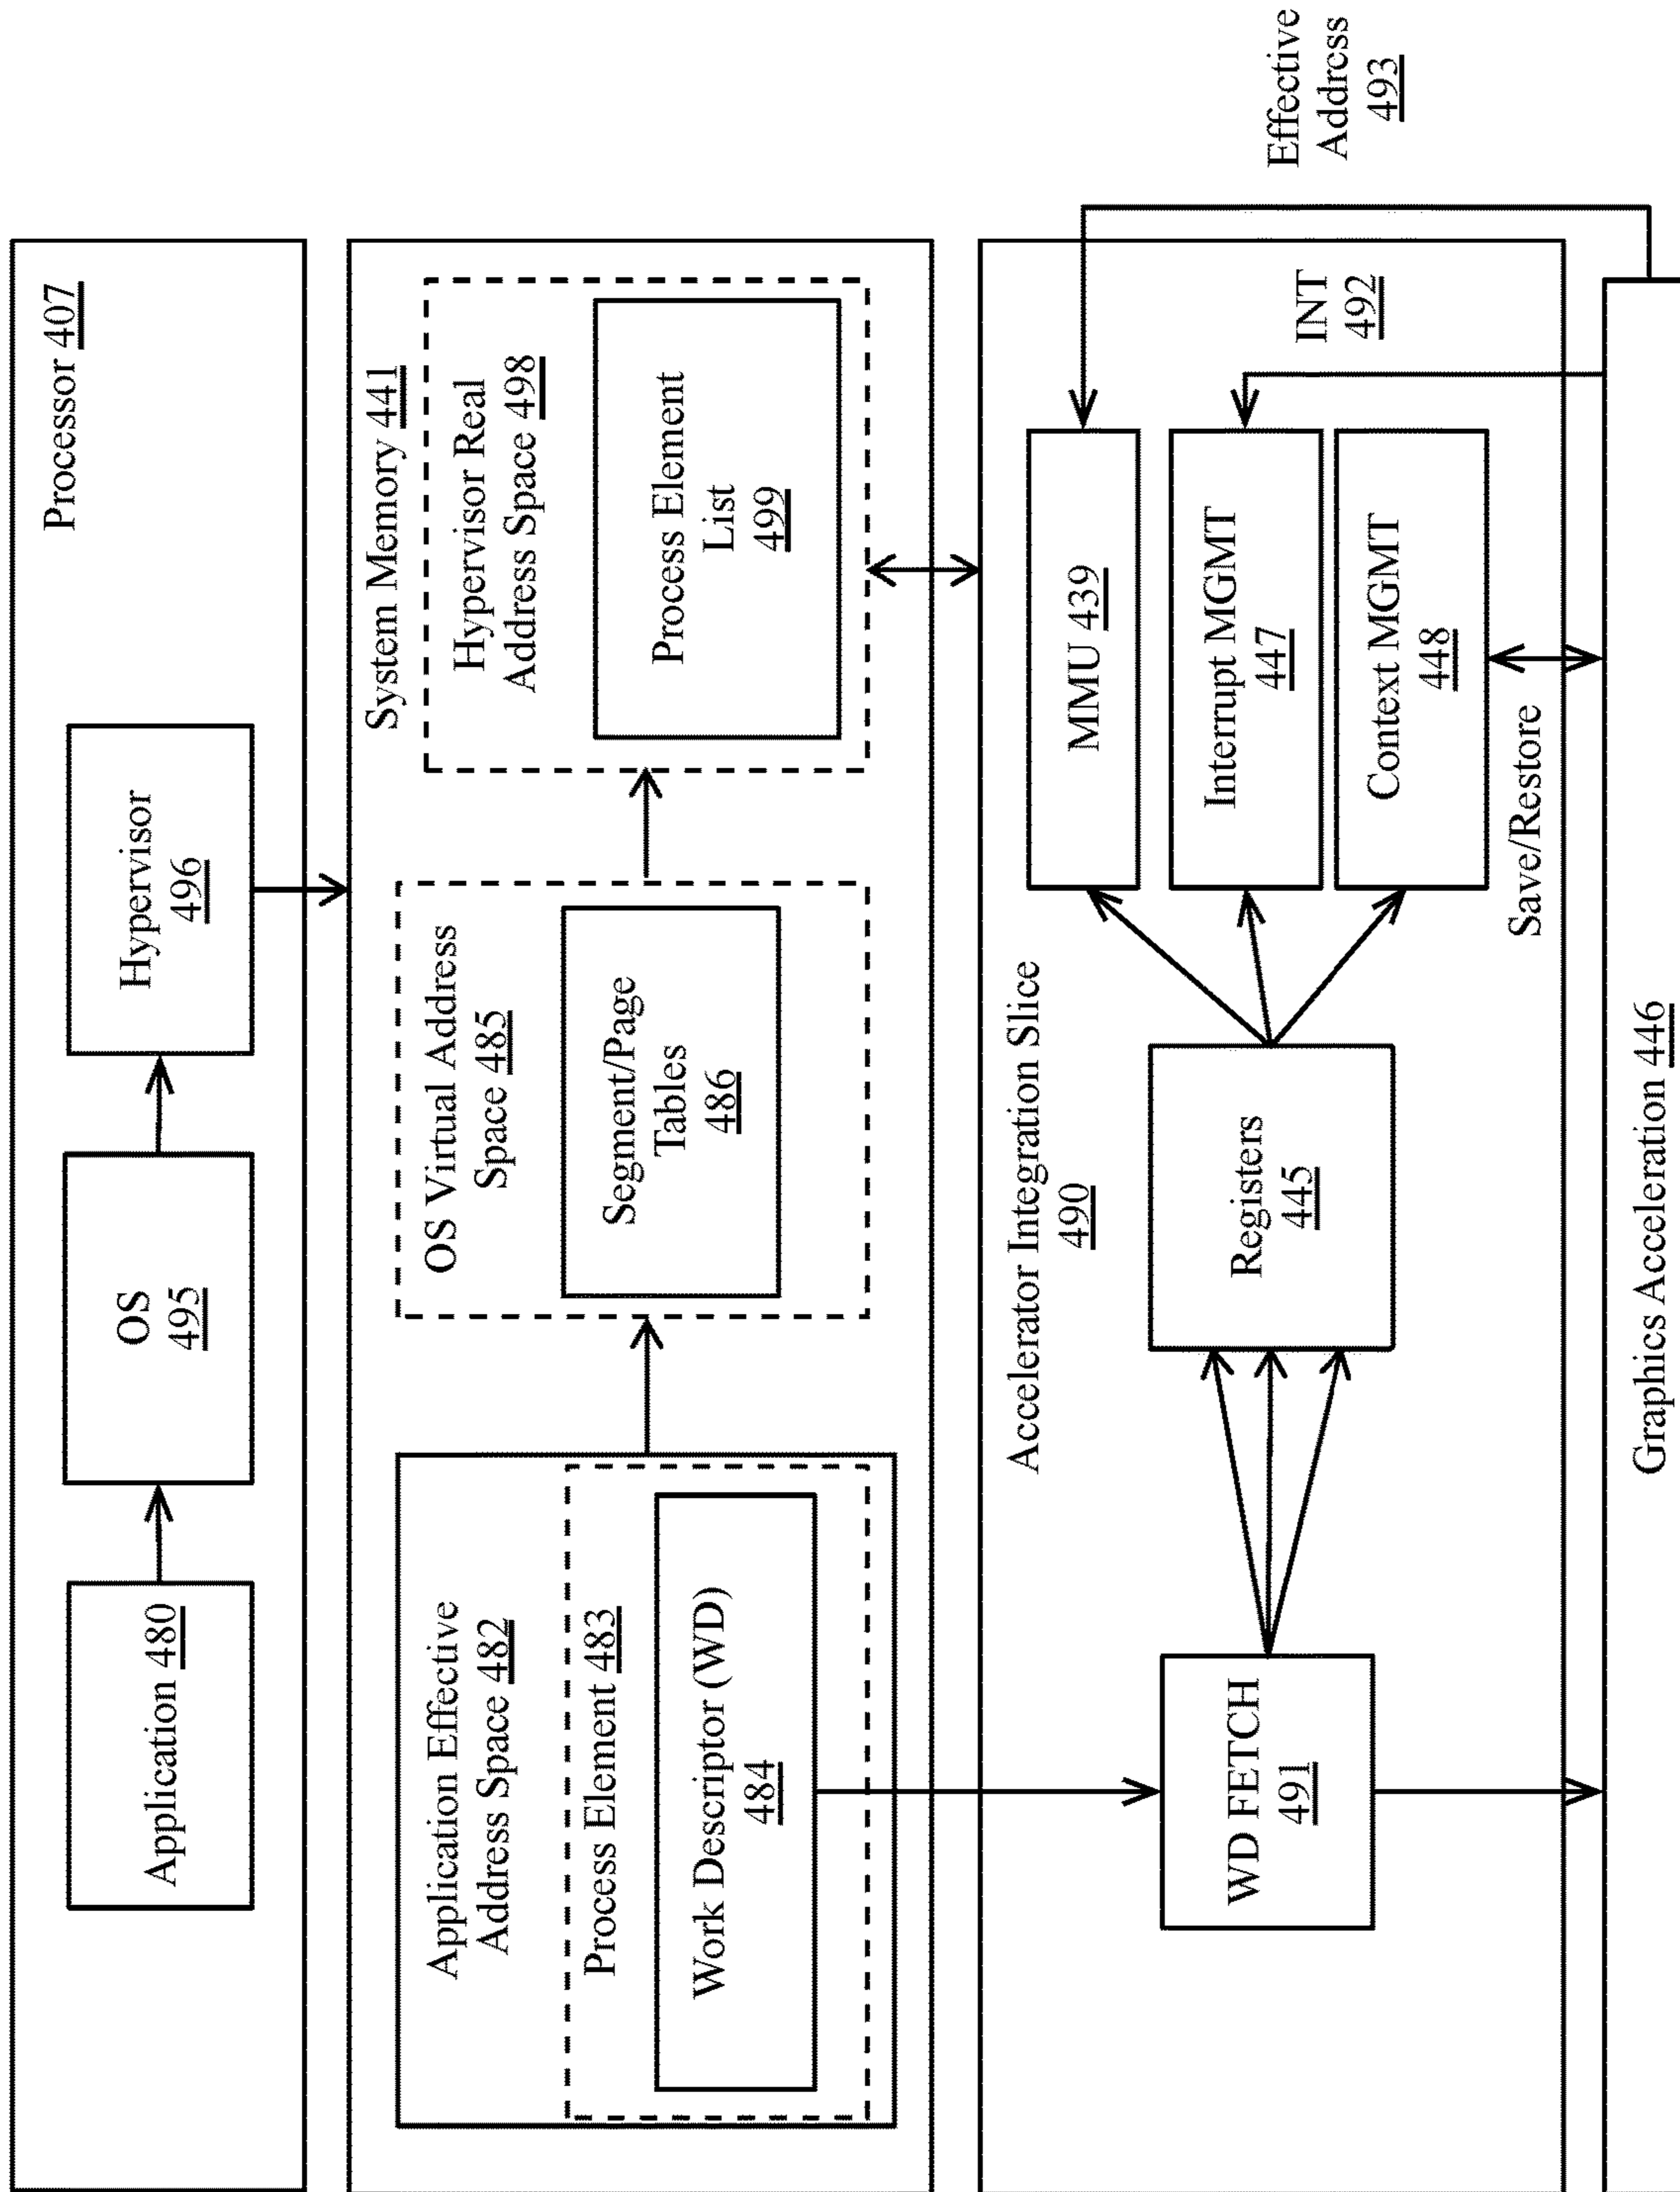 Processor 407
Application 480
OS
495
Hypervisor
496
System Memory 441
Application Effective
Address Space 482
Process Element 483
Work Descriptor (WD)
484
OS Virtual Address
Space 485
Segment/Page
Tables
486
Hypervisor Real
Address Space 498
Process Element
List
499
Accelerator Integration Slice
490
WD FETCH
491
Registers
445
MMU 439
Interrupt MGMT
447
Context MGMT
448
Save/Restore
INT
492
Effective
Address
493
Graphics Acceleration 446